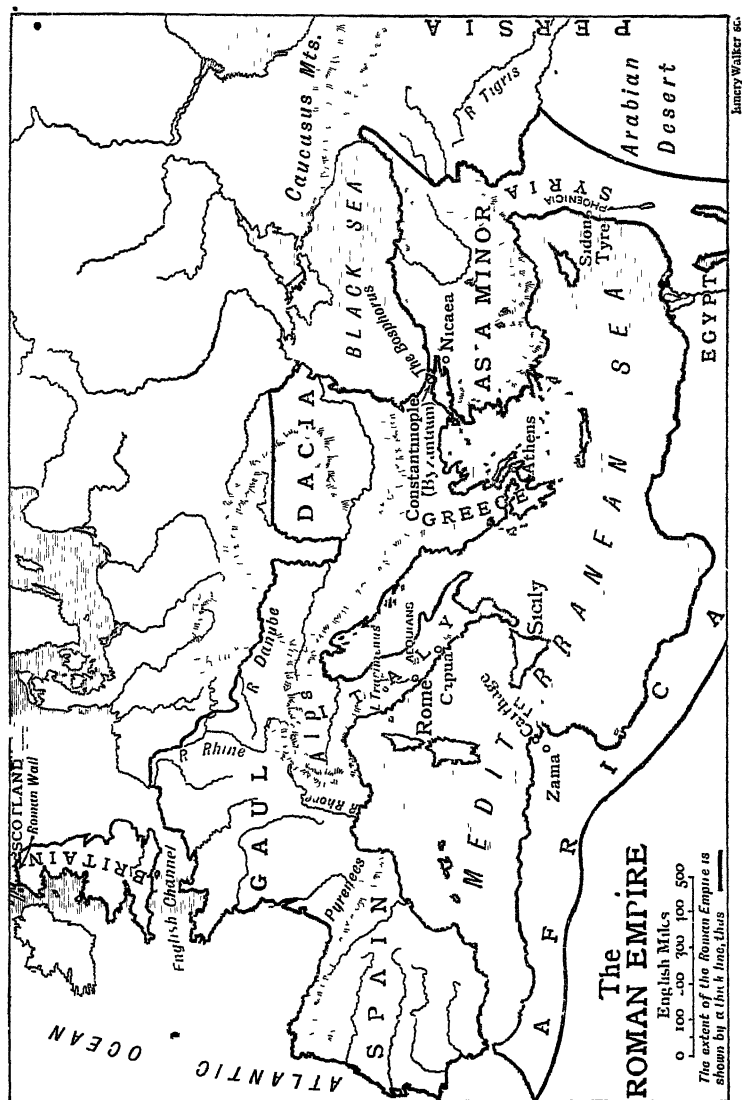 The
ROMAN EMPIRE
English Miles
0 100 200 300 400 500
The extent of the Roman Empire is
shown by a thick line, thus
SCOTLAND
Roman Wall
BRITAIN
English Channel
ATLANTIC OCEAN
GAUL
R Rhine
R Rhone
Pyrenees
SPAIN
Alps
R Danube
DACIA
ITALY
L Trasimenus
AEQUIANS
Rome
Capua
Sicily
Carthage
Zama
MEDITERRANEAN SEA
AFRICA
GREECE
Athens
Constantinople
(Byzantium)
The Bosphorus
Nicaea
BLACK SEA
Caucasus Mts.
ASIA MINOR
R Tigris
PERSIA
SYRIA
PHOENICIA
Sidon
Tyre
Arabian
Desert
EGYPT
Emery Walker sc.